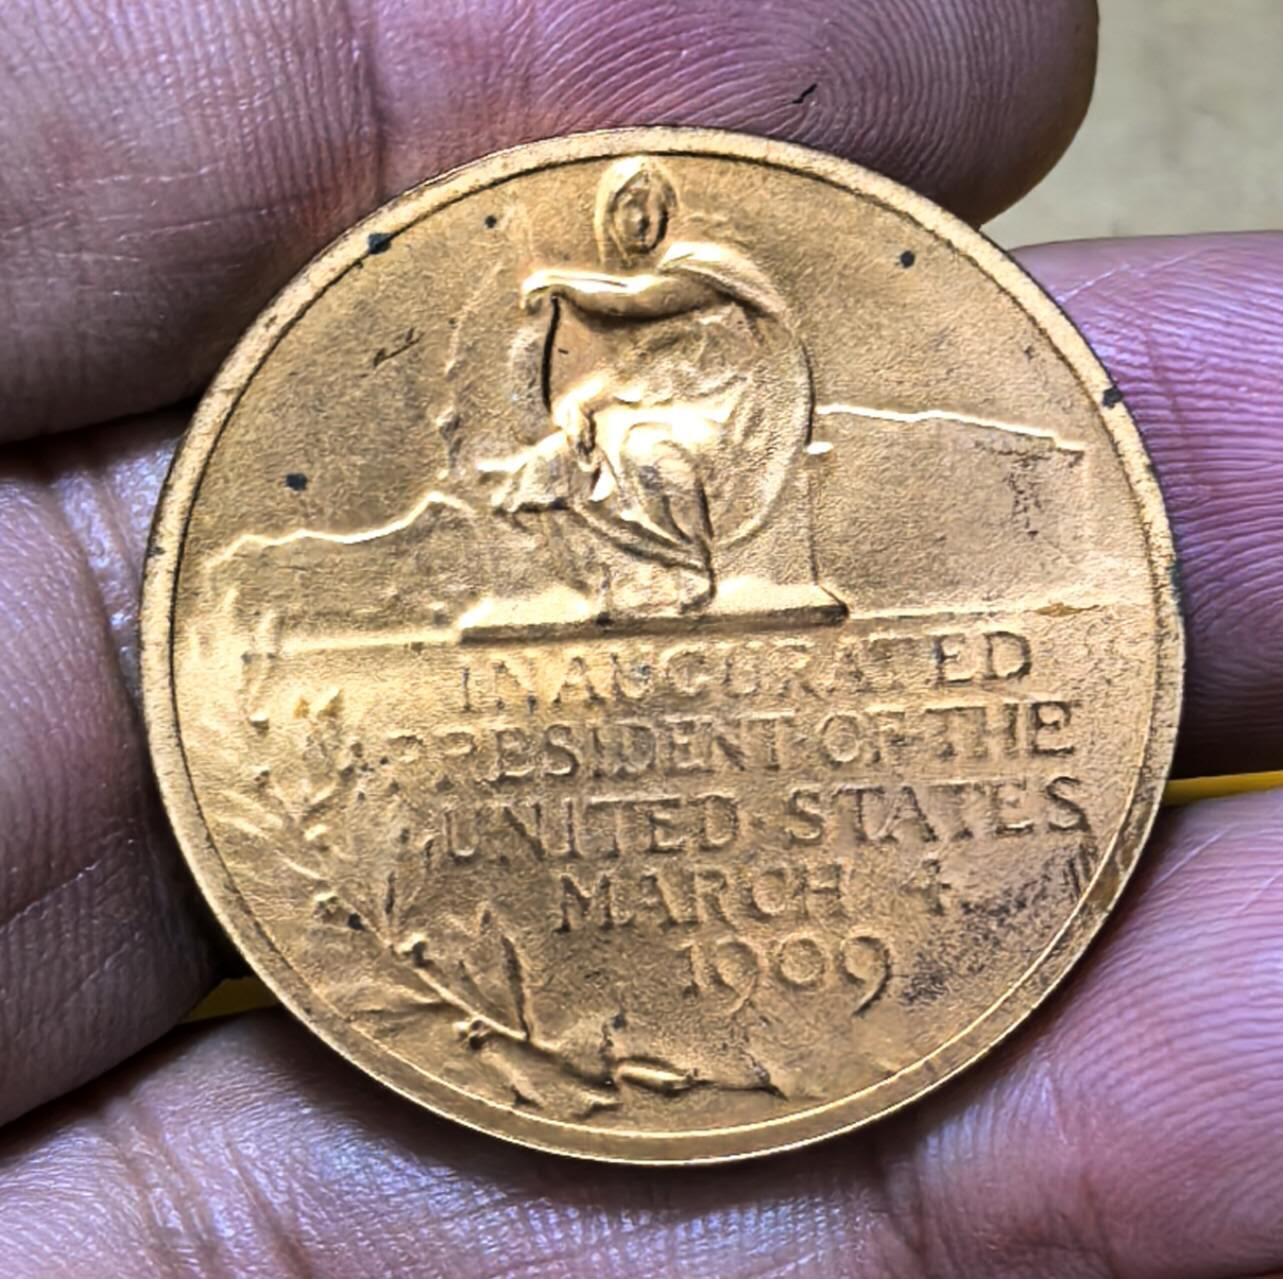 INAUGURATED
PRESIDENT OF THE
UNITED STATES
MARCH 4
1909